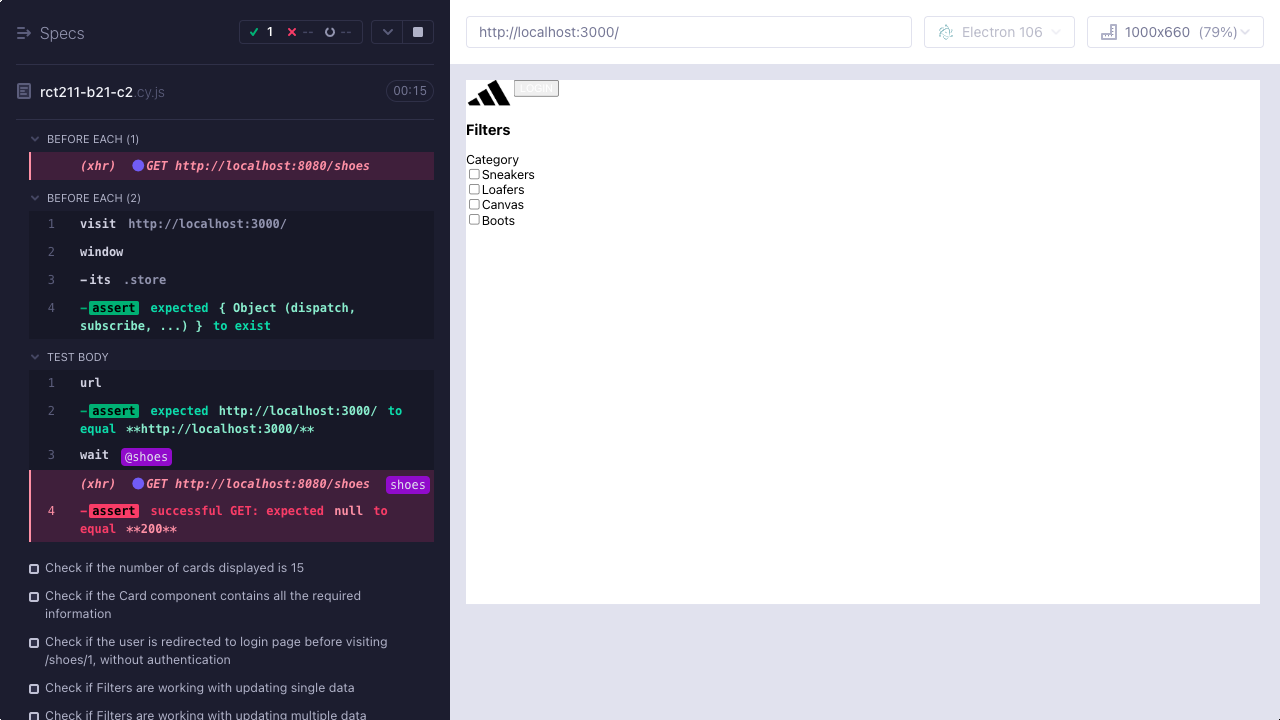 Specs
1
--
--
rct211-b21-c2.cy.js
00:15
BEFORE EACH (1)
(xhr) GET http://localhost:8080/shoes
BEFORE EACH (2)
1 visit http://localhost:3000/
2 window
3 -its .store
4 -assert expected { Object (dispatch,
subscribe, ...) } to exist
TEST BODY
1 url
2 -assert expected http://localhost:3000/ to
equal **http://localhost:3000/**
3 wait @shoes
(xhr) GET http://localhost:8080/shoes shoes
4 -assert successful GET: expected null to
equal **200**
Check if the number of cards displayed is 15
Check if the Card component contains all the required
information
Check if the user is redirected to login page before visiting
/shoes/1, without authentication
Check if Filters are working with updating single data
Check if Filters are working with updating multiple data
http://localhost:3000/
Electron 106
1000x660 (79%)
LOGIN
Filters
Category
Sneakers
Loafers
Canvas
Boots